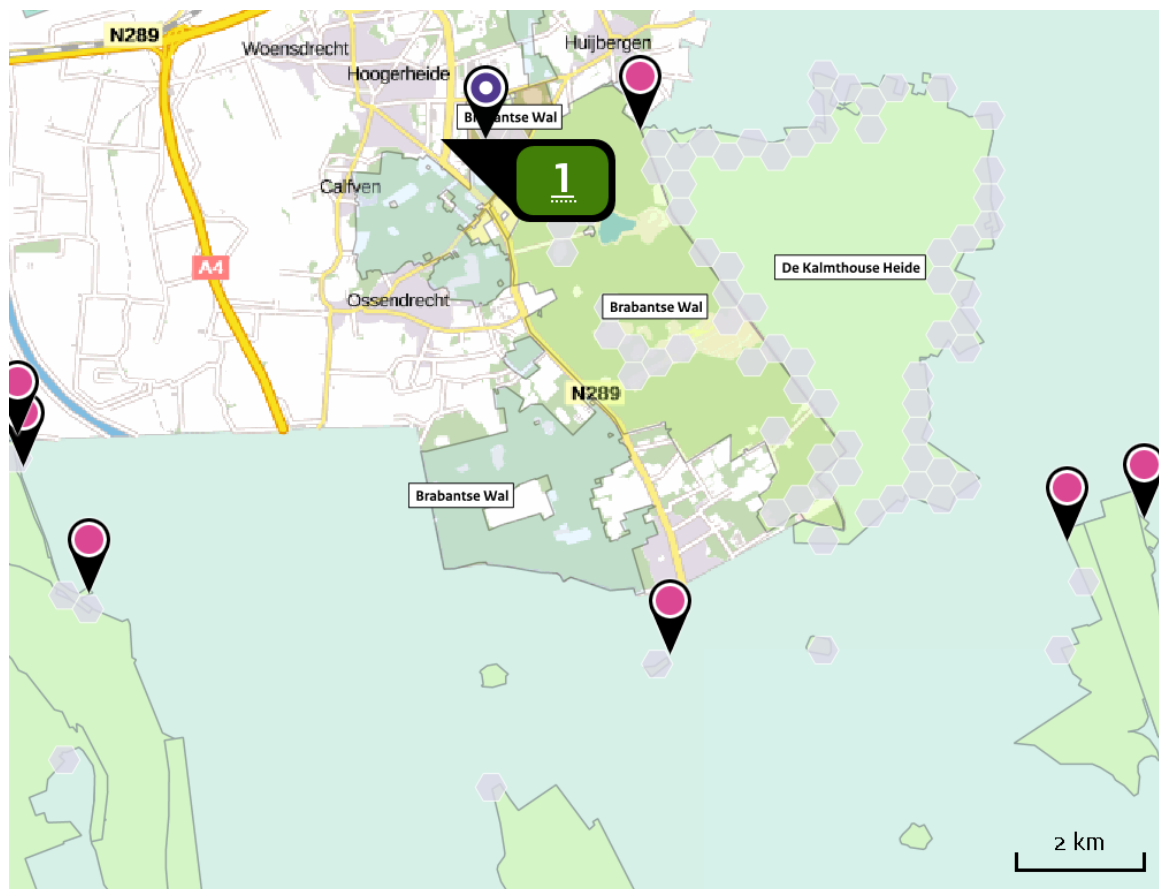 N289
Woensdrecht
Huijbergen
Hoogerheide
Brabantse Wal
1
Calfven
A4
De Kalmthouse Heide
Ossendrecht
Brabantse Wal
N289
Brabantse Wal
2 km